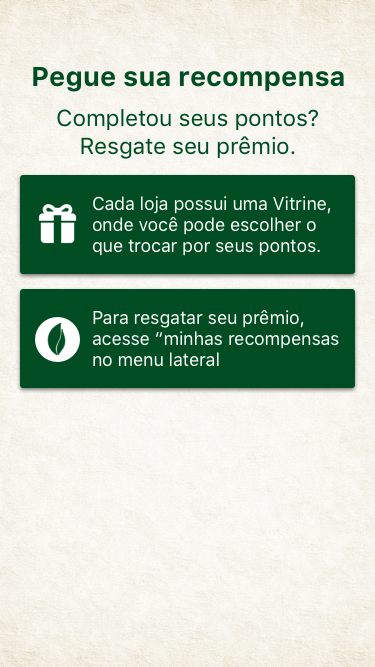 Pegue sua recompensa
Completou seus pontos?
Resgate seu prêmio.
Cada loja possui uma Vitrine,
onde você pode escolher o
que trocar por seus pontos.
Para resgatar seu prêmio,
acesse “minhas recompensas
no menu lateral